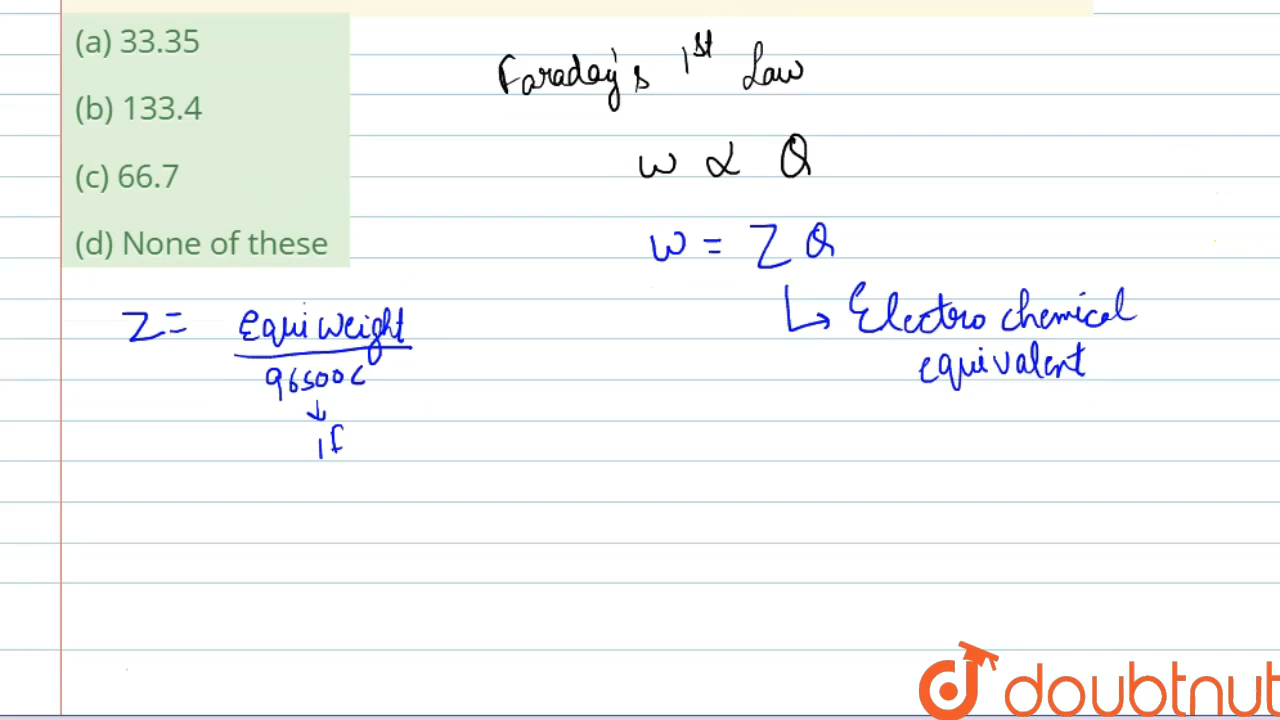 (a) 33.35
(b) 133.4
(c) 66.7
(d) None of these
Faraday's 1st Law
w ∝ Q
w = Z Q
↳ Electro chemical
equivalent
Z = Equi weight
96500C
↓
1F
doubtnut